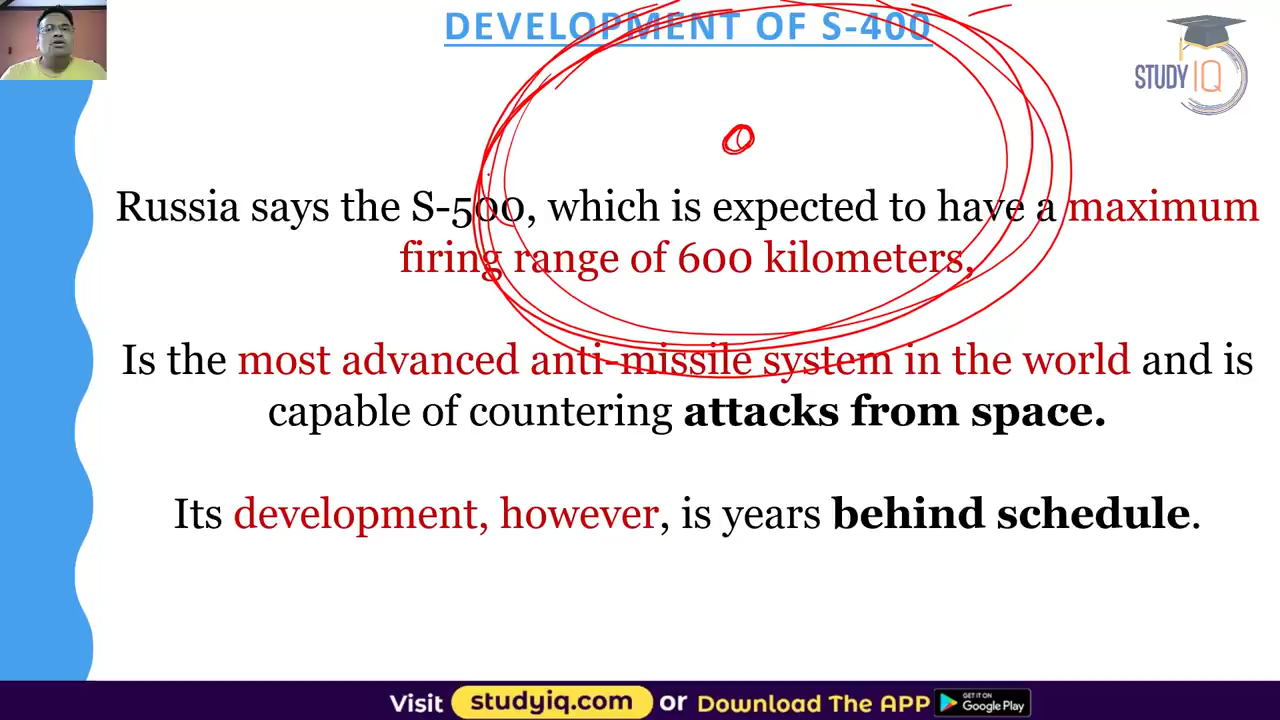 DEVELOPMENT OF S-400
STUDY IQ
Russia says the S-500, which is expected to have a maximum
firing range of 600 kilometers,
Is the most advanced anti-missile system in the world and is
capable of countering attacks from space.
Its development, however, is years behind schedule.
Visit studyiq.com or Download The APP GET IT ON Google Play